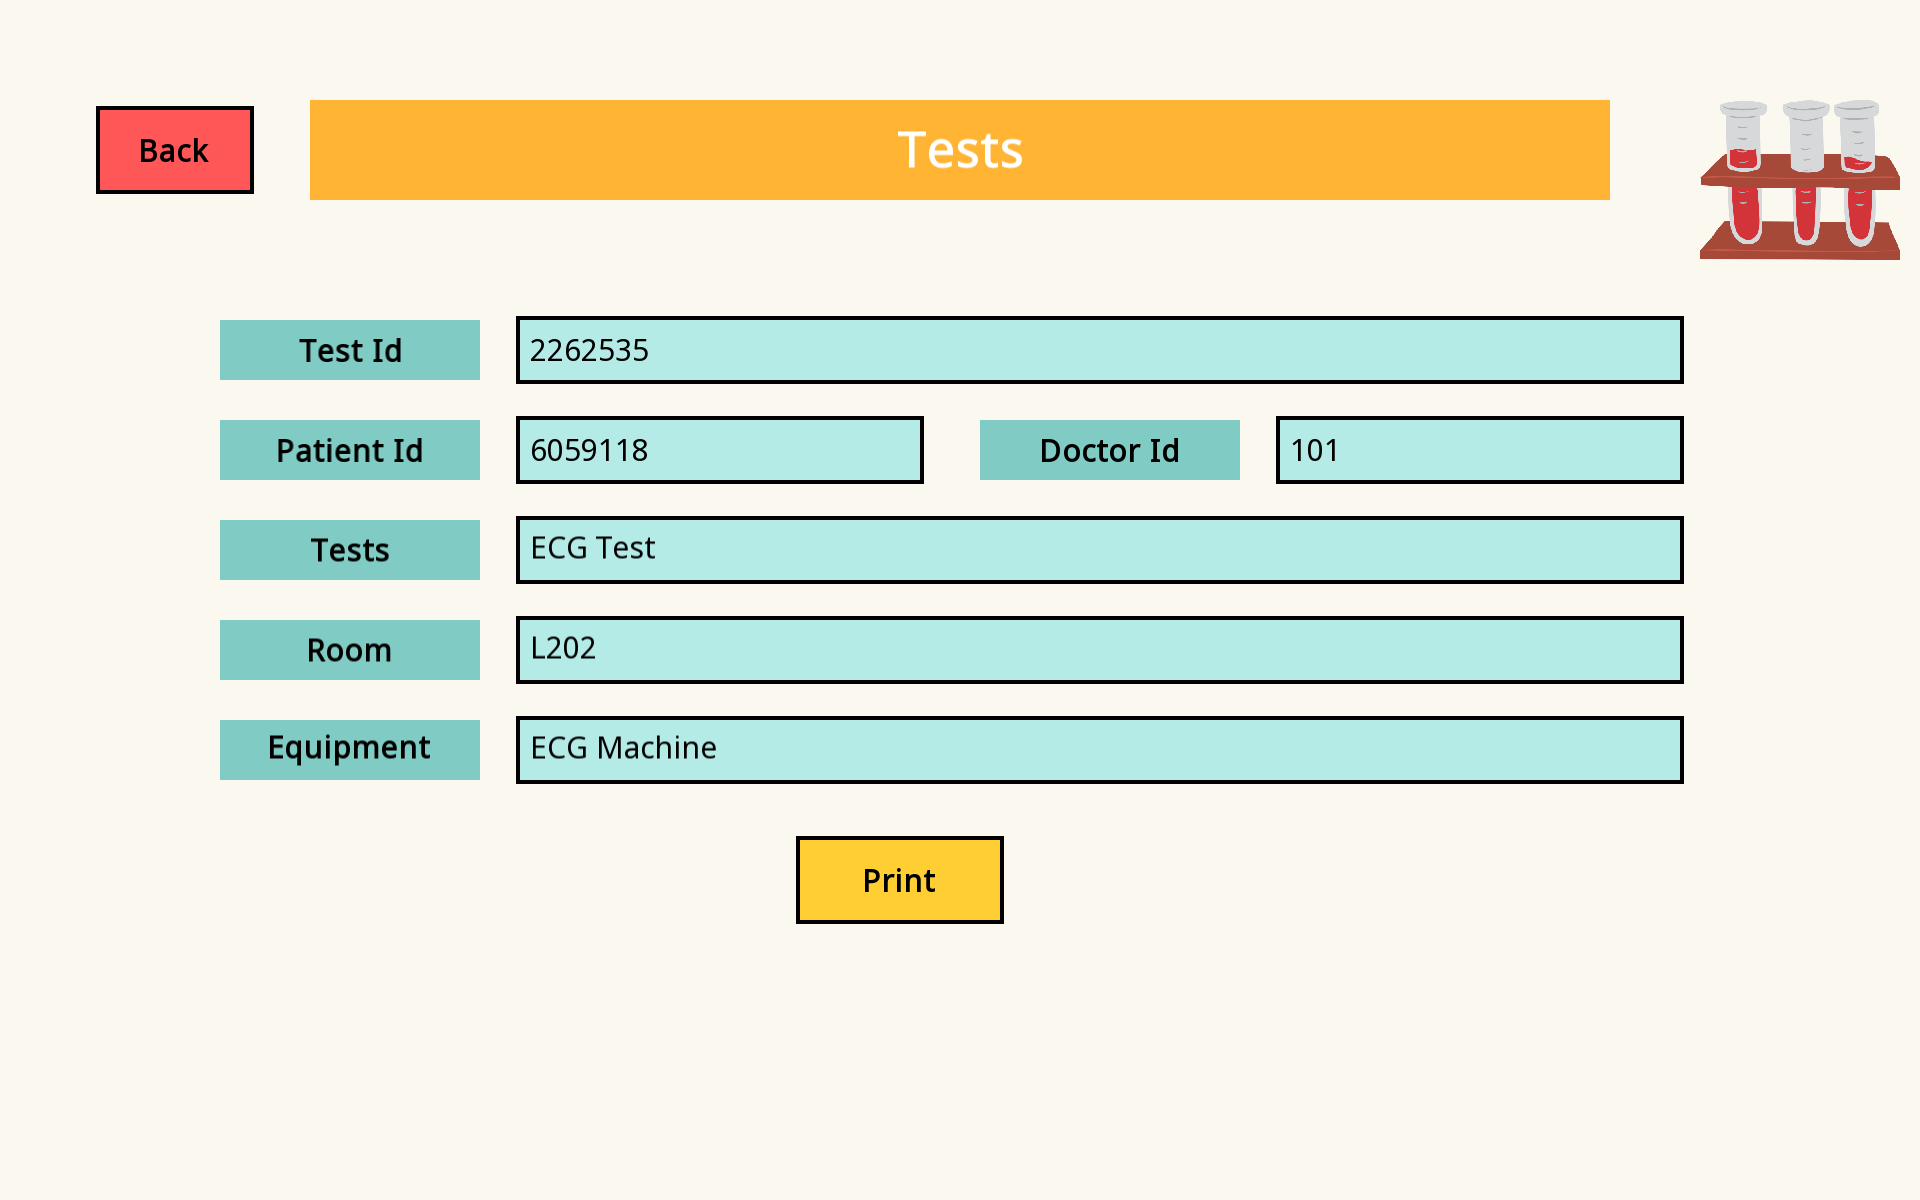 Back
Tests
Test Id 2262535
Patient Id 6059118 Doctor Id 101
Tests ECG Test
Room L202
Equipment ECG Machine
Print